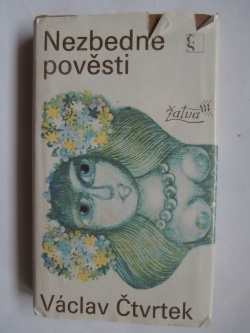 Nezbedné
pověsti
žatva
Václav Čtvrtek